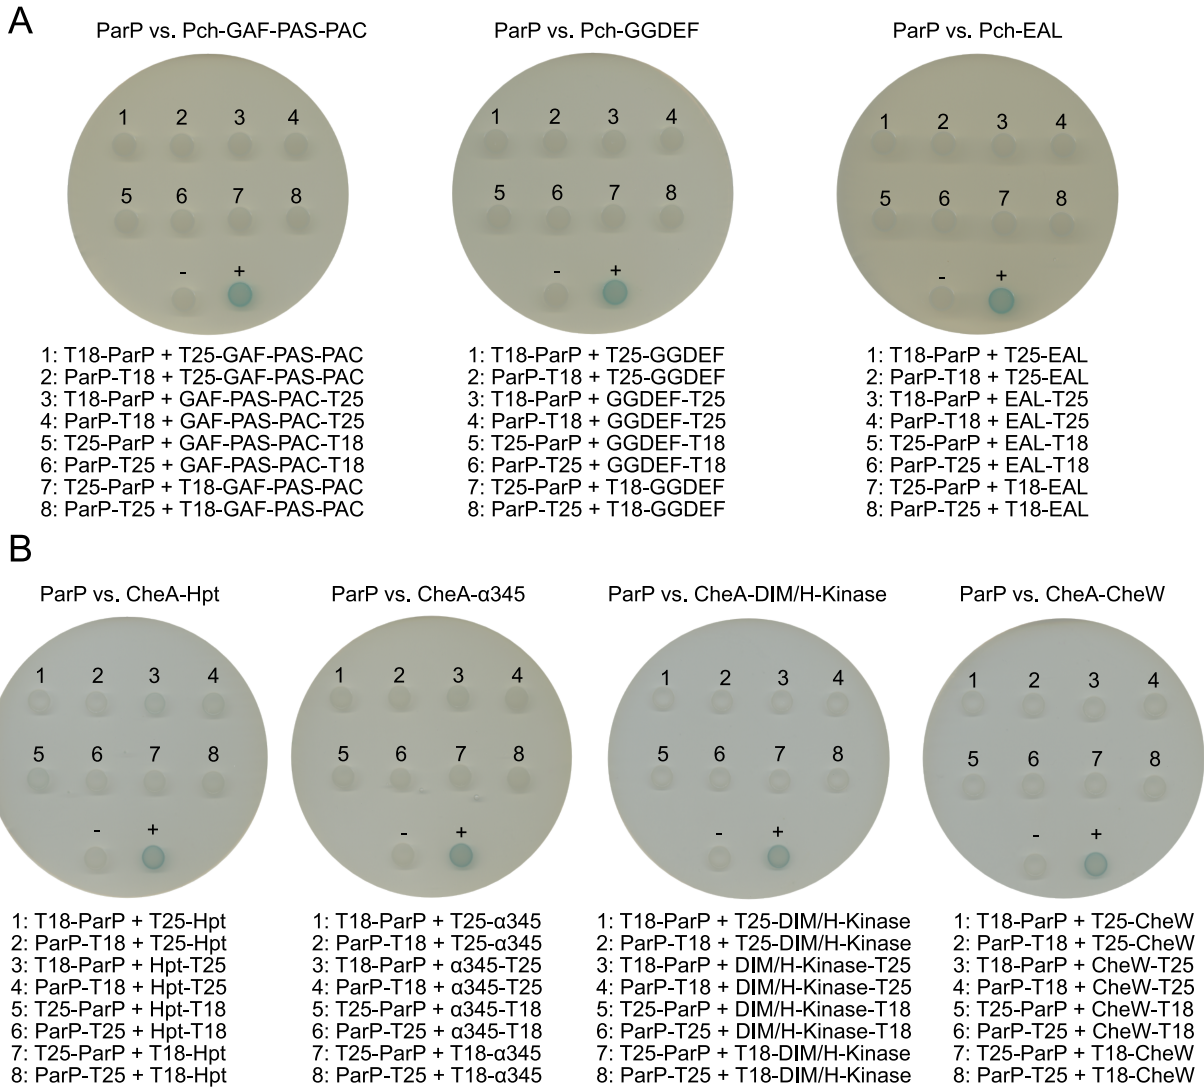 A
ParP vs. Pch-GAF-PAS-PAC
1 2 3 4
5 6 7 8
- +
1: T18-ParP + T25-GAF-PAS-PAC
2: ParP-T18 + T25-GAF-PAS-PAC
3: T18-ParP + GAF-PAS-PAC-T25
4: ParP-T18 + GAF-PAS-PAC-T25
5: T25-ParP + GAF-PAS-PAC-T18
6: ParP-T25 + GAF-PAS-PAC-T18
7: T25-ParP + T18-GAF-PAS-PAC
8: ParP-T25 + T18-GAF-PAS-PAC
ParP vs. Pch-GGDEF
1 2 3 4
5 6 7 8
- +
1: T18-ParP + T25-GGDEF
2: ParP-T18 + T25-GGDEF
3: T18-ParP + GGDEF-T25
4: ParP-T18 + GGDEF-T25
5: T25-ParP + GGDEF-T18
6: ParP-T25 + GGDEF-T18
7: T25-ParP + T18-GGDEF
8: ParP-T25 + T18-GGDEF
ParP vs. Pch-EAL
1 2 3 4
5 6 7 8
- +
1: T18-ParP + T25-EAL
2: ParP-T18 + T25-EAL
3: T18-ParP + EAL-T25
4: ParP-T18 + EAL-T25
5: T25-ParP + EAL-T18
6: ParP-T25 + EAL-T18
7: T25-ParP + T18-EAL
8: ParP-T25 + T18-EAL
B
ParP vs. CheA-Hpt
1 2 3 4
5 6 7 8
- +
1: T18-ParP + T25-Hpt
2: ParP-T18 + T25-Hpt
3: T18-ParP + Hpt-T25
4: ParP-T18 + Hpt-T25
5: T25-ParP + Hpt-T18
6: ParP-T25 + Hpt-T18
7: T25-ParP + T18-Hpt
8: ParP-T25 + T18-Hpt
ParP vs. CheA-α345
1 2 3 4
5 6 7 8
- +
1: T18-ParP + T25-α345
2: ParP-T18 + T25-α345
3: T18-ParP + α345-T25
4: ParP-T18 + α345-T25
5: T25-ParP + α345-T18
6: ParP-T25 + α345-T18
7: T25-ParP + T18-α345
8: ParP-T25 + T18-α345
ParP vs. CheA-DIM/H-Kinase
1 2 3 4
5 6 7 8
- +
1: T18-ParP + T25-DIM/H-Kinase
2: ParP-T18 + T25-DIM/H-Kinase
3: T18-ParP + DIM/H-Kinase-T25
4: ParP-T18 + DIM/H-Kinase-T25
5: T25-ParP + DIM/H-Kinase-T18
6: ParP-T25 + DIM/H-Kinase-T18
7: T25-ParP + T18-DIM/H-Kinase
8: ParP-T25 + T18-DIM/H-Kinase
ParP vs. CheA-CheW
1 2 3 4
5 6 7 8
- +
1: T18-ParP + T25-CheW
2: ParP-T18 + T25-CheW
3: T18-ParP + CheW-T25
4: ParP-T18 + CheW-T25
5: T25-ParP + CheW-T18
6: ParP-T25 + CheW-T18
7: T25-ParP + T18-CheW
8: ParP-T25 + T18-CheW